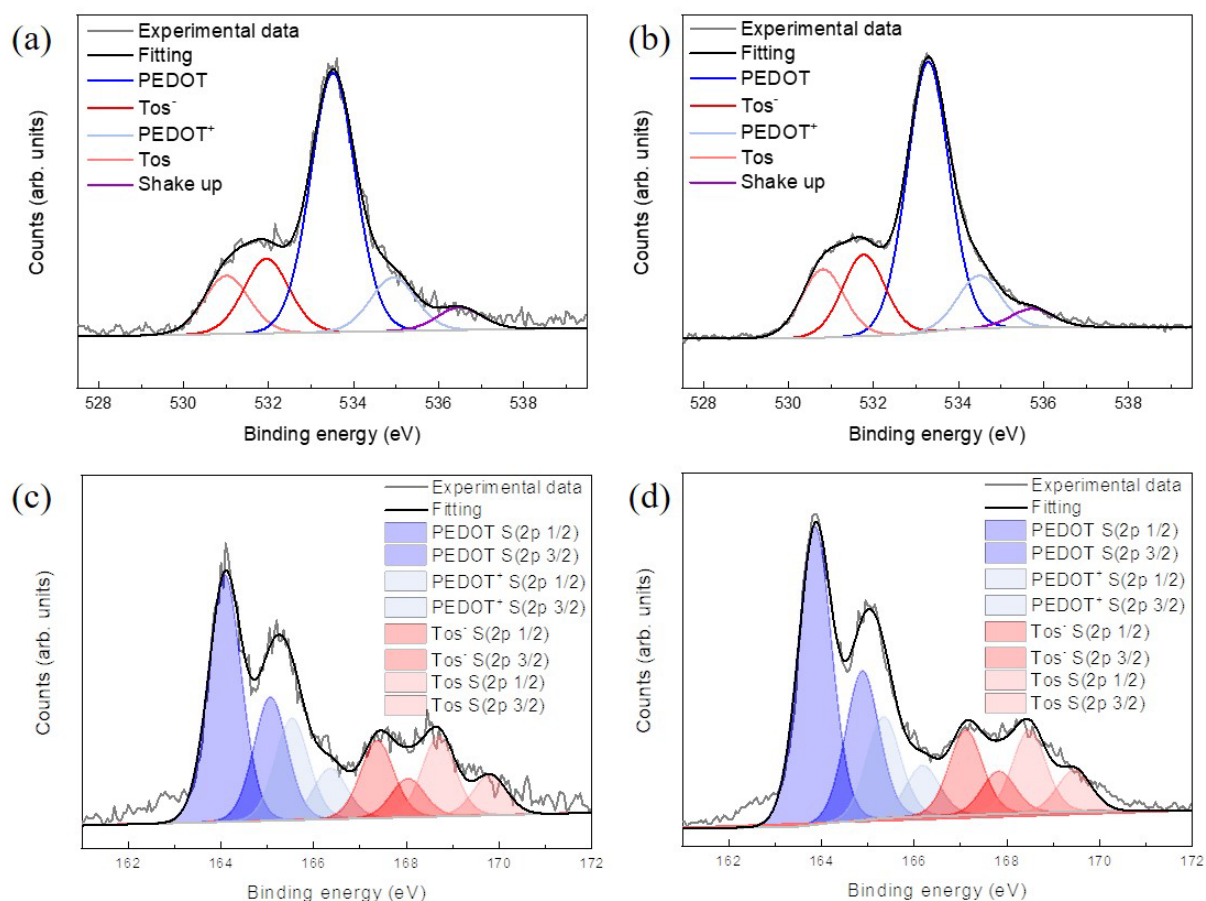 (a)
Experimental data
Fitting
PEDOT
Tos⁻
PEDOT⁺
Tos
Shake up
Counts (arb. units)
528 530 532 534 536 538
Binding energy (eV)
(b)
Experimental data
Fitting
PEDOT
Tos⁻
PEDOT⁺
Tos
Shake up
Counts (arb. units)
528 530 532 534 536 538
Binding energy (eV)
(c)
Experimental data
Fitting
PEDOT S(2p 1/2)
PEDOT S(2p 3/2)
PEDOT⁺ S(2p 1/2)
PEDOT⁺ S(2p 3/2)
Tos⁻ S(2p 1/2)
Tos⁻ S(2p 3/2)
Tos S(2p 1/2)
Tos S(2p 3/2)
Counts (arb. units)
162 164 166 168 170 172
Binding energy (eV)
(d)
Experimental data
Fitting
PEDOT S(2p 1/2)
PEDOT S(2p 3/2)
PEDOT⁺ S(2p 1/2)
PEDOT⁺ S(2p 3/2)
Tos⁻ S(2p 1/2)
Tos⁻ S(2p 3/2)
Tos S(2p 1/2)
Tos S(2p 3/2)
Counts (arb. units)
162 164 166 168 170 172
Binding energy (eV)